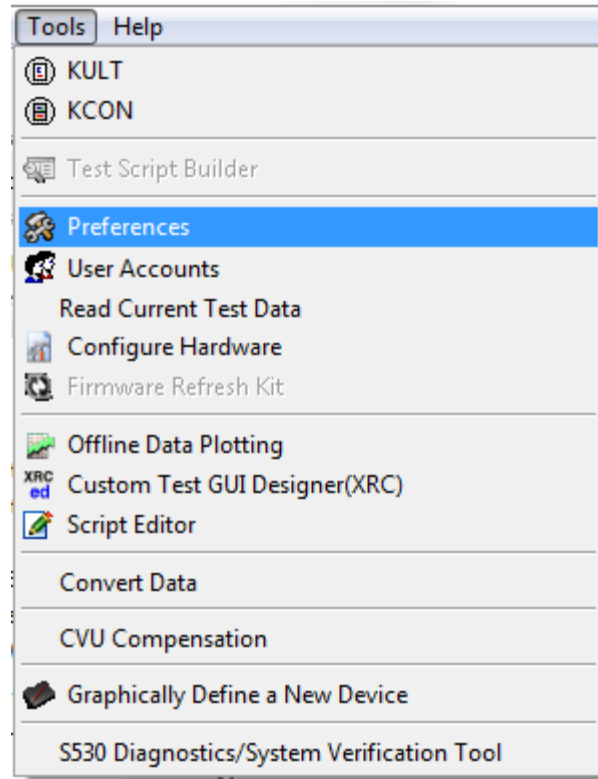 Tools Help
KULT
KCON
Test Script Builder
Preferences
User Accounts
Read Current Test Data
Configure Hardware
Firmware Refresh Kit
Offline Data Plotting
XRC ed Custom Test GUI Designer(XRC)
Script Editor
Convert Data
CVU Compensation
Graphically Define a New Device
S530 Diagnostics/System Verification Tool